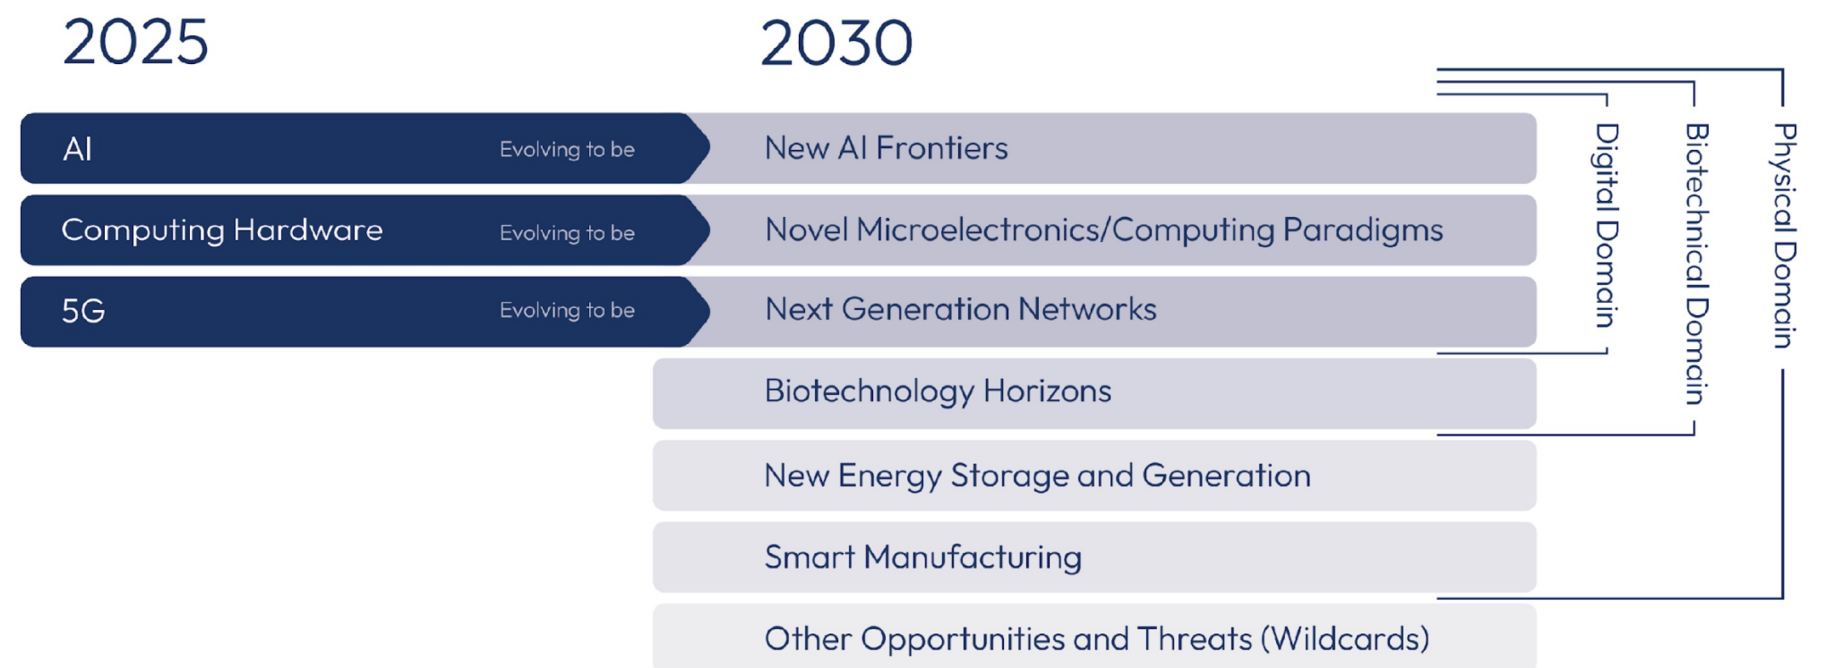 2025
2030
AI
Evolving to be
New AI Frontiers
Computing Hardware
Evolving to be
Novel Microelectronics/Computing Paradigms
5G
Evolving to be
Next Generation Networks
Biotechnology Horizons
New Energy Storage and Generation
Smart Manufacturing
Other Opportunities and Threats (Wildcards)
Digital Domain
Biotechnical Domain
Physical Domain